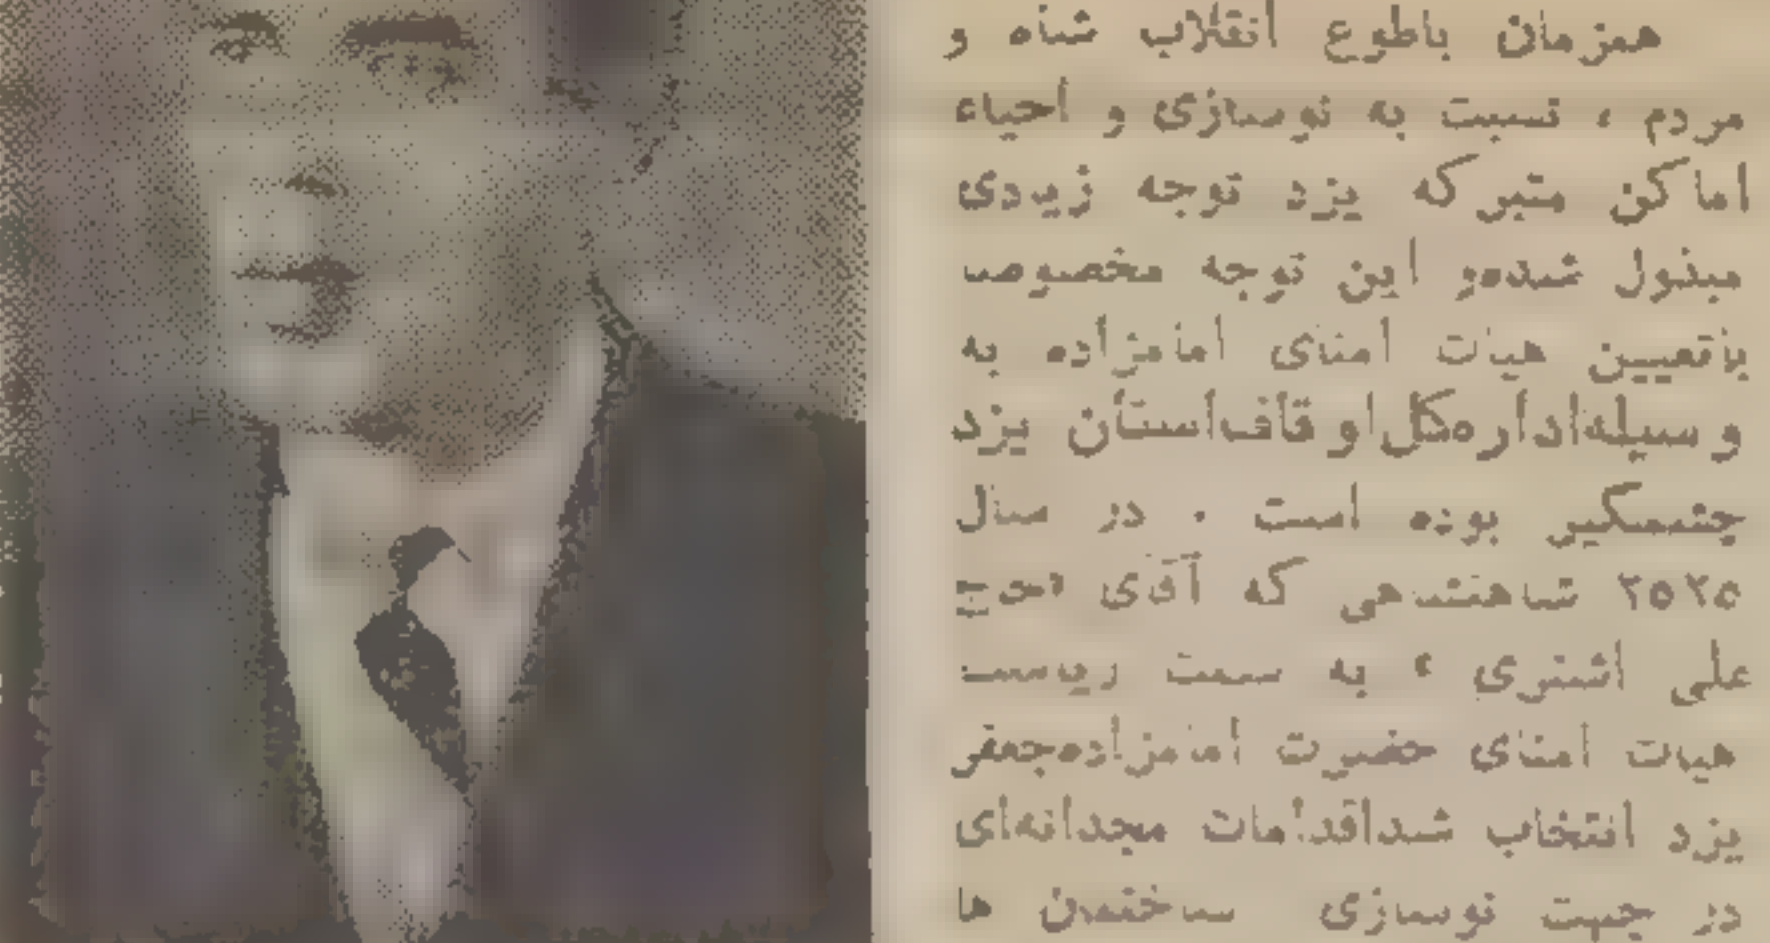 همزمان باطلوع انقلاب شاه و
مردم ، نسبت به نوسازی و احیاء
اماکن متبرکه یزد توجه زیادی
مبذول شده و این توجه مخصوصا
باتعیین هیات امنای امامزاده به
وسیله اداره کل اوقاف استان یزد
چشمگیر بوده است . در سال
۲۵۲۵ شاهنشاهی که آقای «حاج
علی اشتری » به سمت ریاست
هیات امنای حضرت امامزاده جعفر
یزد انتخاب شد اقدامات مجدانه‌ای
در جهت نوسازی ساختمان ها